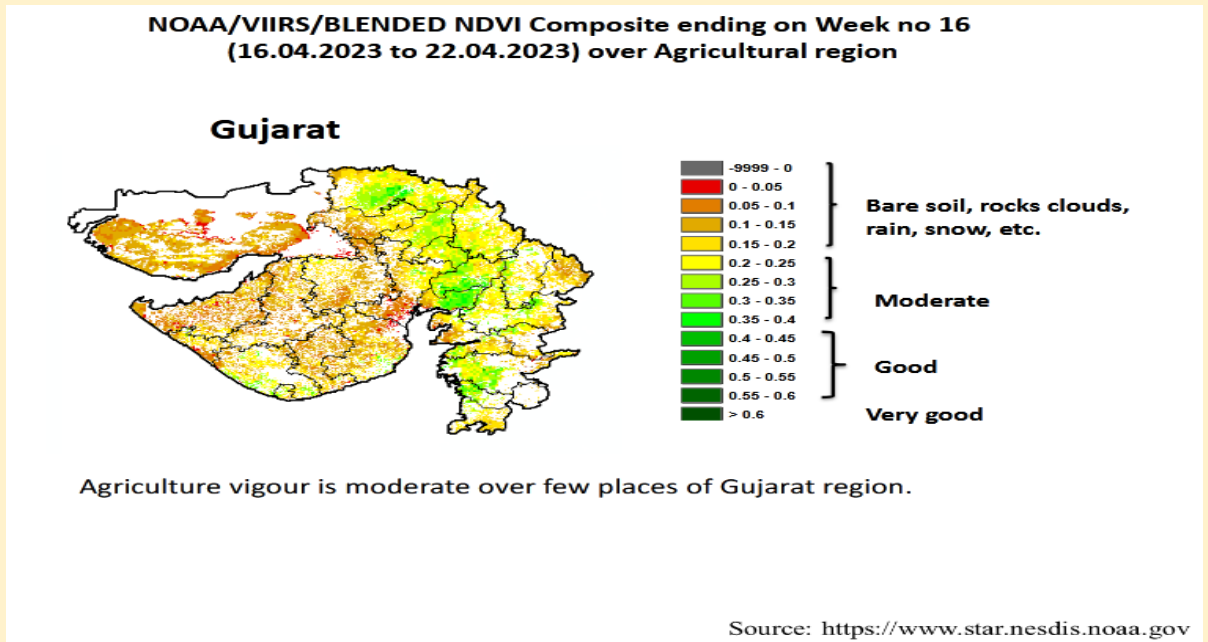 NOAA/VIIRS/BLENDED NDVI Composite ending on Week no 16
(16.04.2023 to 22.04.2023) over Agricultural region
Gujarat
-9999 - 0
0 - 0.05
0.05 - 0.1
0.1 - 0.15
0.15 - 0.2
0.2 - 0.25
0.25 - 0.3
0.3 - 0.35
0.35 - 0.4
0.4 - 0.45
0.45 - 0.5
0.5 - 0.55
0.55 - 0.6
> 0.6
Bare soil, rocks clouds,
rain, snow, etc.
Moderate
Good
Very good
Agriculture vigour is moderate over few places of Gujarat region.
Source: https://www.star.nesdis.noaa.gov